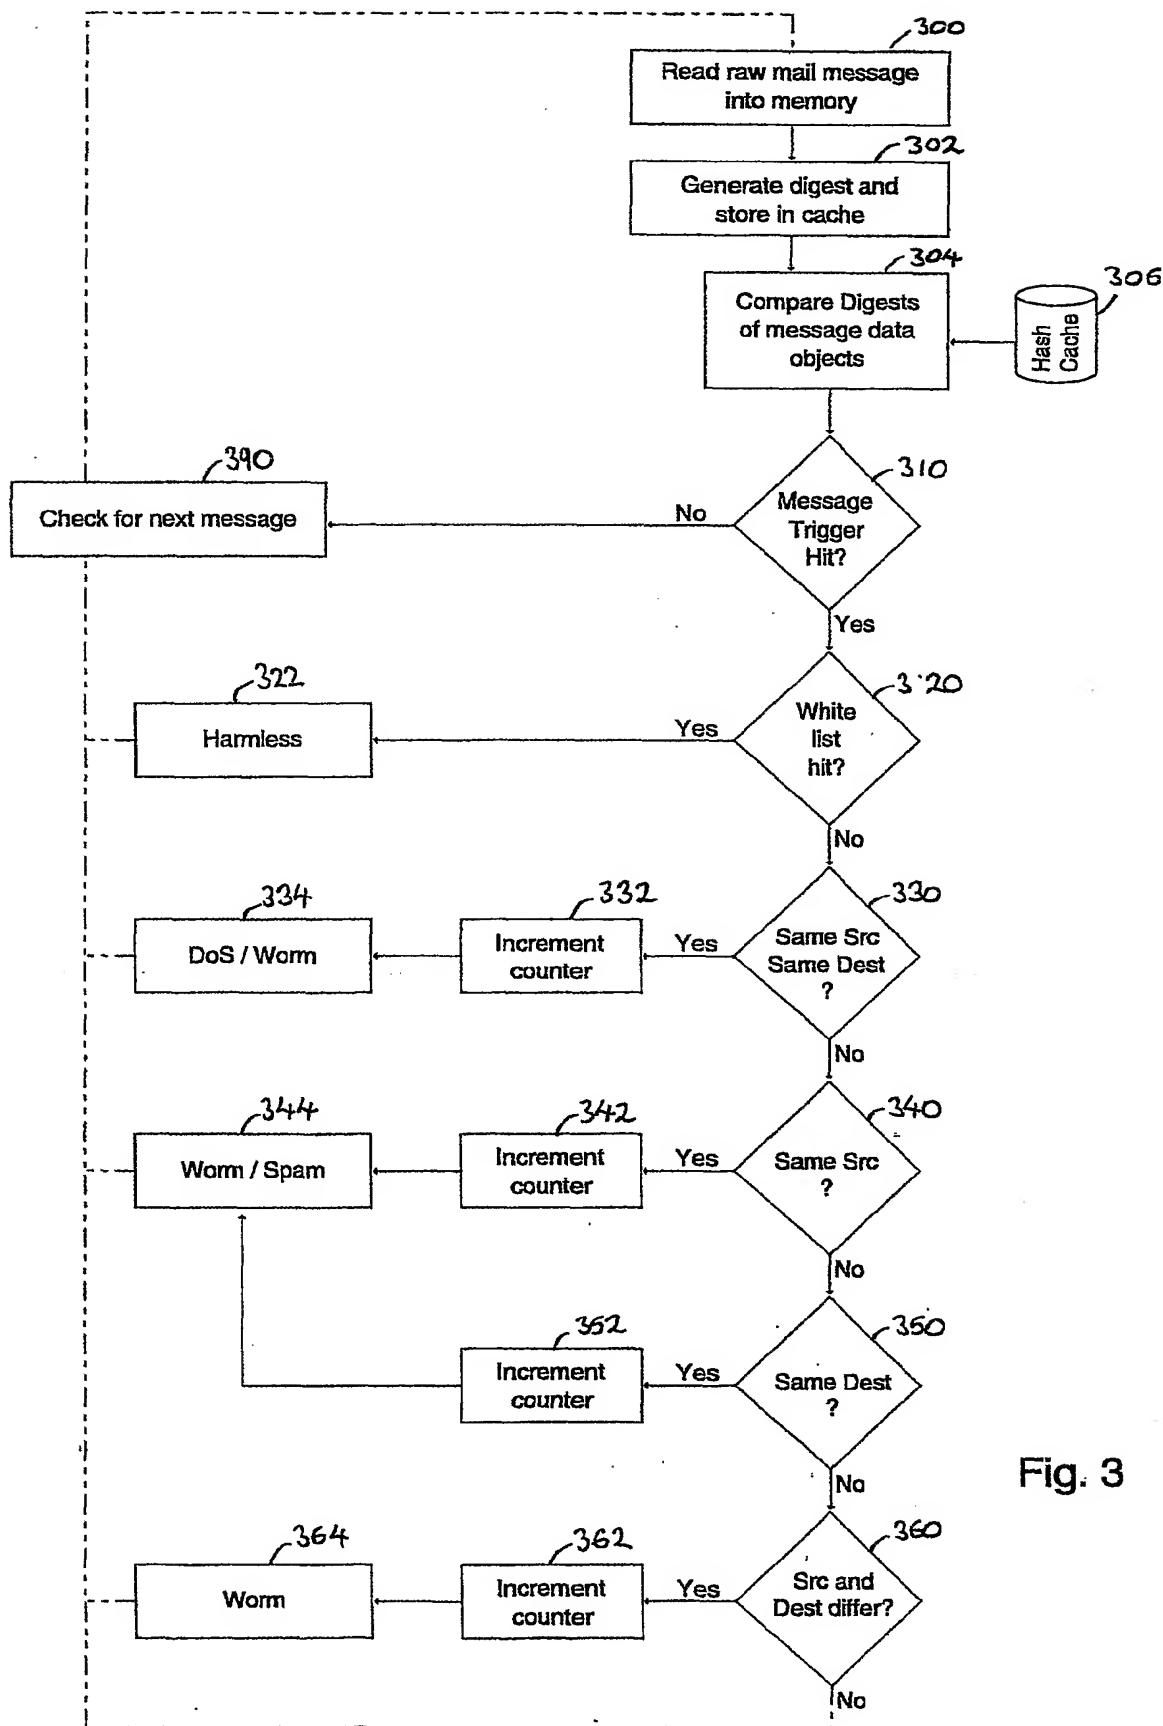 300
Read raw mail message
into memory
302
Generate digest and
store in cache
304
Compare Digests
of message data
objects
306
Hash
Cache
390
Check for next message
310
Message
Trigger
Hit?
No
Yes
322
Harmless
320
White
list
hit?
Yes
No
334
DoS / Worm
332
Increment
counter
330
Same Src
Same Dest
?
Yes
No
344
Worm / Spam
342
Increment
counter
340
Same Src
?
Yes
No
352
Increment
counter
350
Same Dest
?
Yes
No
Fig. 3
364
Worm
362
Increment
counter
360
Src and
Dest differ?
Yes
No